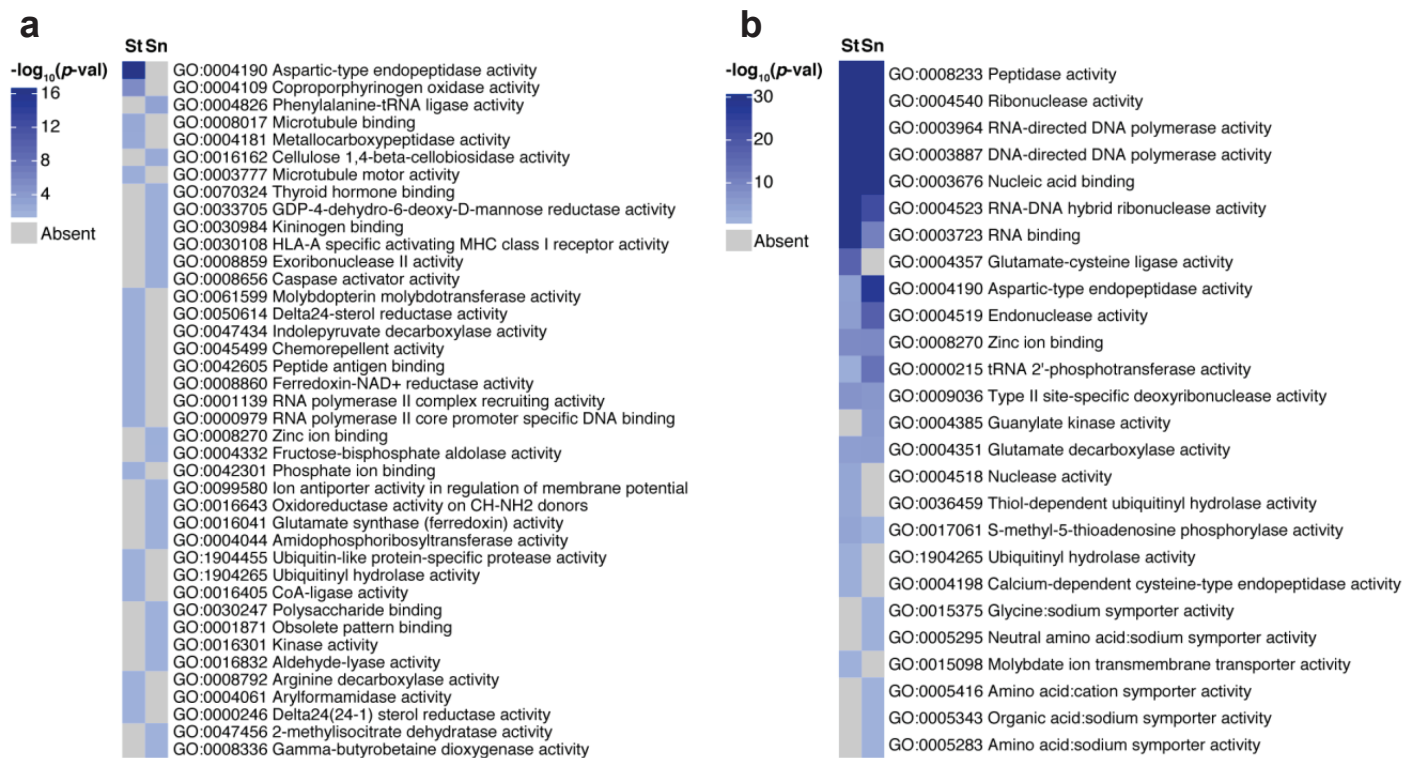 a
St Sn
-log10(p-val)
16
12
8
4
Absent
GO:0004190 Aspartic-type endopeptidase activity
GO:0004109 Coproporphyrinogen oxidase activity
GO:0004826 Phenylalanine-tRNA ligase activity
GO:0008017 Microtubule binding
GO:0004181 Metallocarboxypeptidase activity
GO:0016162 Cellulose 1,4-beta-cellobiosidase activity
GO:0003777 Microtubule motor activity
GO:0070324 Thyroid hormone binding
GO:0033705 GDP-4-dehydro-6-deoxy-D-mannose reductase activity
GO:0030984 Kininogen binding
GO:0030108 HLA-A specific activating MHC class I receptor activity
GO:0008859 Exoribonuclease II activity
GO:0008656 Caspase activator activity
GO:0061599 Molybdopterin molybdotransferase activity
GO:0050614 Delta24-sterol reductase activity
GO:0047434 Indolepyruvate decarboxylase activity
GO:0045499 Chemorepellent activity
GO:0042605 Peptide antigen binding
GO:0008860 Ferredoxin-NAD+ reductase activity
GO:0001139 RNA polymerase II complex recruiting activity
GO:0000979 RNA polymerase II core promoter specific DNA binding
GO:0008270 Zinc ion binding
GO:0004332 Fructose-bisphosphate aldolase activity
GO:0042301 Phosphate ion binding
GO:0099580 Ion antiporter activity in regulation of membrane potential
GO:0016643 Oxidoreductase activity on CH-NH2 donors
GO:0016041 Glutamate synthase (ferredoxin) activity
GO:0004044 Amidophosphoribosyltransferase activity
GO:1904455 Ubiquitin-like protein-specific protease activity
GO:1904265 Ubiquitinyl hydrolase activity
GO:0016405 CoA-ligase activity
GO:0030247 Polysaccharide binding
GO:0001871 Obsolete pattern binding
GO:0016301 Kinase activity
GO:0016832 Aldehyde-lyase activity
GO:0008792 Arginine decarboxylase activity
GO:0004061 Arylformamidase activity
GO:0000246 Delta24(24-1) sterol reductase activity
GO:0047456 2-methylisocitrate dehydratase activity
GO:0008336 Gamma-butyrobetaine dioxygenase activity
b
St Sn
-log10(p-val)
30
20
10
Absent
GO:0008233 Peptidase activity
GO:0004540 Ribonuclease activity
GO:0003964 RNA-directed DNA polymerase activity
GO:0003887 DNA-directed DNA polymerase activity
GO:0003676 Nucleic acid binding
GO:0004523 RNA-DNA hybrid ribonuclease activity
GO:0003723 RNA binding
GO:0004357 Glutamate-cysteine ligase activity
GO:0004190 Aspartic-type endopeptidase activity
GO:0004519 Endonuclease activity
GO:0008270 Zinc ion binding
GO:0000215 tRNA 2'-phosphotransferase activity
GO:0009036 Type II site-specific deoxyribonuclease activity
GO:0004385 Guanylate kinase activity
GO:0004351 Glutamate decarboxylase activity
GO:0004518 Nuclease activity
GO:0036459 Thiol-dependent ubiquitinyl hydrolase activity
GO:0017061 S-methyl-5-thioadenosine phosphorylase activity
GO:1904265 Ubiquitinyl hydrolase activity
GO:0004198 Calcium-dependent cysteine-type endopeptidase activity
GO:0015375 Glycine:sodium symporter activity
GO:0005295 Neutral amino acid:sodium symporter activity
GO:0015098 Molybdate ion transmembrane transporter activity
GO:0005416 Amino acid:cation symporter activity
GO:0005343 Organic acid:sodium symporter activity
GO:0005283 Amino acid:sodium symporter activity